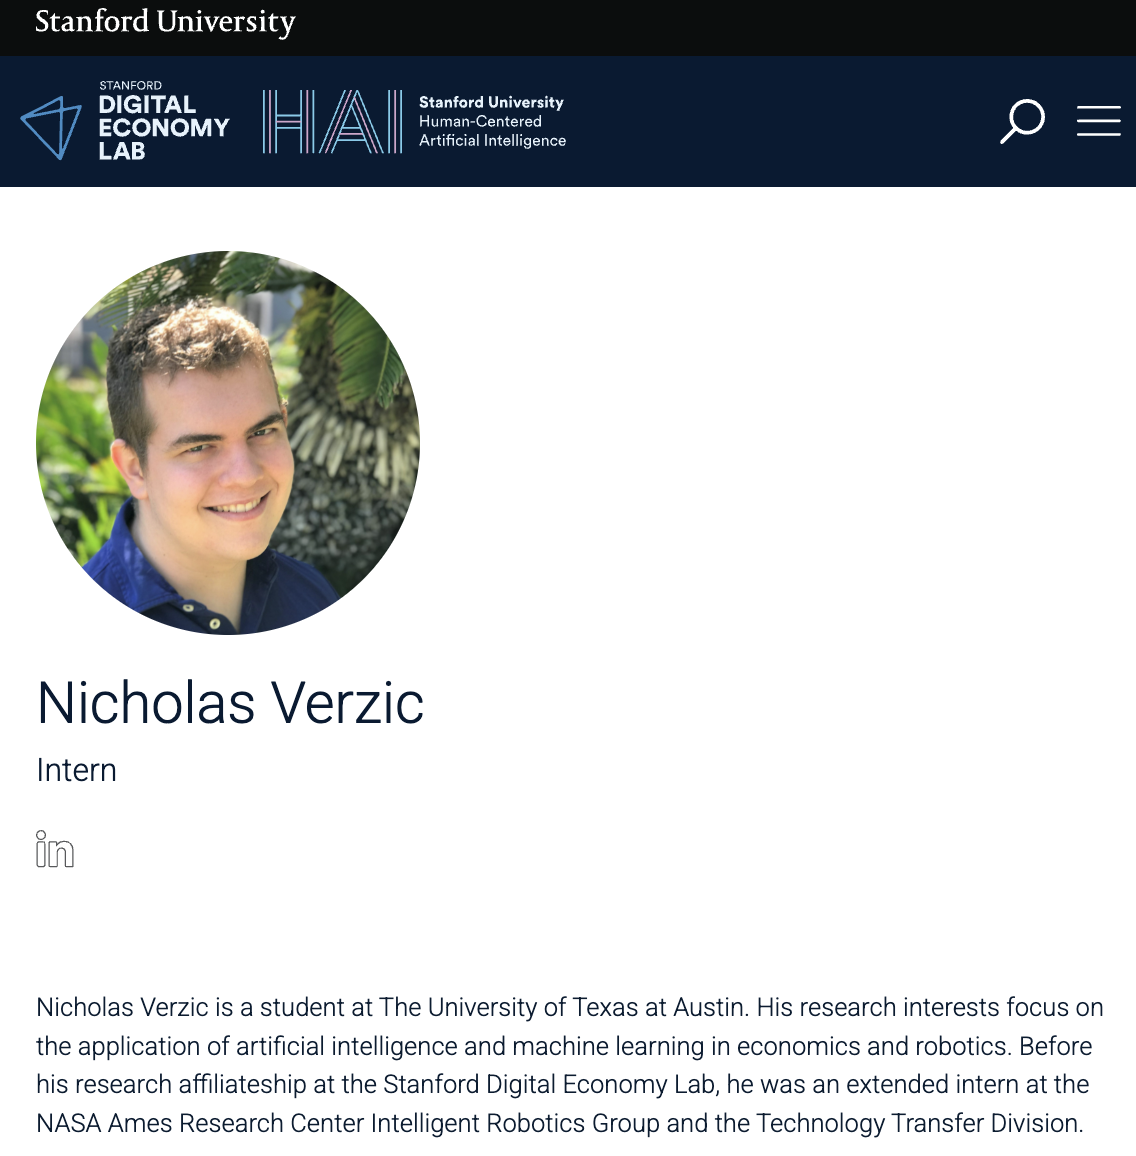 Stanford University
STANFORD
DIGITAL
ECONOMY
LAB
HAI
Stanford University
Human-Centered
Artificial Intelligence
Nicholas Verzic
Intern
in
Nicholas Verzic is a student at The University of Texas at Austin. His research interests focus on
the application of artificial intelligence and machine learning in economics and robotics. Before
his research affiliateship at the Stanford Digital Economy Lab, he was an extended intern at the
NASA Ames Research Center Intelligent Robotics Group and the Technology Transfer Division.